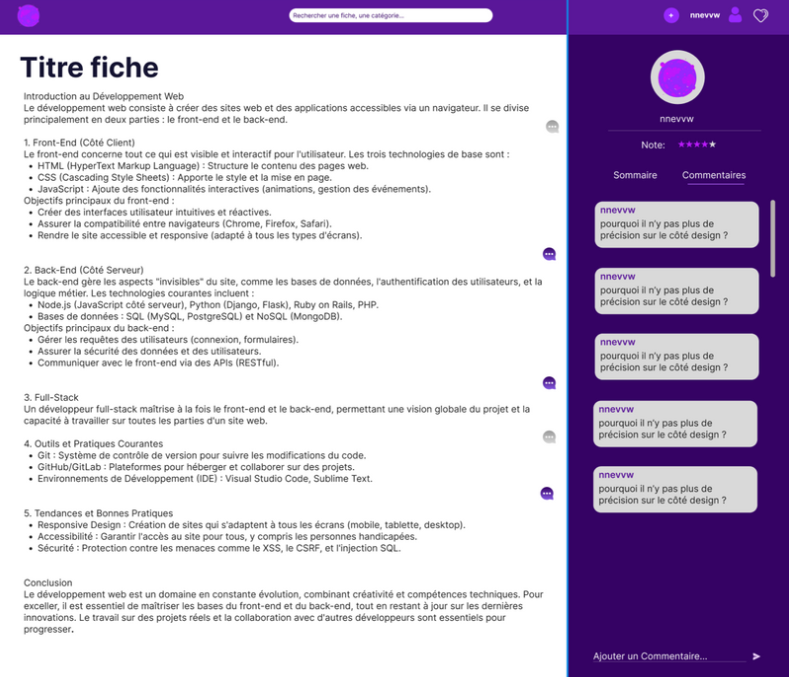 Rechercher une fiche, une catégorie...
nnevvw
Titre fiche
Introduction au Développement Web
Le développement web consiste à créer des sites web et des applications accessibles via un navigateur. Il se divise
principalement en deux parties : le front-end et le back-end.
1. Front-End (Côté Client)
Le front-end concerne tout ce qui est visible et interactif pour l'utilisateur. Les trois technologies de base sont :
• HTML (HyperText Markup Language) : Structure le contenu des pages web.
• CSS (Cascading Style Sheets) : Apporte le style et la mise en page.
• JavaScript : Ajoute des fonctionnalités interactives (animations, gestion des événements).
Objectifs principaux du front-end :
• Créer des interfaces utilisateur intuitives et réactives.
• Assurer la compatibilité entre navigateurs (Chrome, Firefox, Safari).
• Rendre le site accessible et responsive (adapté à tous les types d'écrans).
2. Back-End (Côté Serveur)
Le back-end gère les aspects "invisibles" du site, comme les bases de données, l'authentification des utilisateurs, et la
logique métier. Les technologies courantes incluent :
• Node.js (JavaScript côté serveur), Python (Django, Flask), Ruby on Rails, PHP.
• Bases de données : SQL (MySQL, PostgreSQL) et NoSQL (MongoDB).
Objectifs principaux du back-end :
• Gérer les requêtes des utilisateurs (connexion, formulaires).
• Assurer la sécurité des données et des utilisateurs.
• Communiquer avec le front-end via des APIs (RESTful).
3. Full-Stack
Un développeur full-stack maîtrise à la fois le front-end et le back-end, permettant une vision globale du projet et la
capacité à travailler sur toutes les parties d'un site web.
4. Outils et Pratiques Courantes
• Git : Système de contrôle de version pour suivre les modifications du code.
• GitHub/GitLab : Plateformes pour héberger et collaborer sur des projets.
• Environnements de Développement (IDE) : Visual Studio Code, Sublime Text.
5. Tendances et Bonnes Pratiques
• Responsive Design : Création de sites qui s'adaptent à tous les écrans (mobile, tablette, desktop).
• Accessibilité : Garantir l'accès au site pour tous, y compris les personnes handicapées.
• Sécurité : Protection contre les menaces comme le XSS, le CSRF, et l'injection SQL.
Conclusion
Le développement web est un domaine en constante évolution, combinant créativité et compétences techniques. Pour
exceller, il est essentiel de maîtriser les bases du front-end et du back-end, tout en restant à jour sur les dernières
innovations. Le travail sur des projets réels et la collaboration avec d'autres développeurs sont essentiels pour
progresser.
nnevvw
Note: ★★★★★
Sommaire Commentaires
nnevvw
pourquoi il n'y pas plus de
précision sur le côté design ?
nnevvw
pourquoi il n'y pas plus de
précision sur le côté design ?
nnevvw
pourquoi il n'y pas plus de
précision sur le côté design ?
nnevvw
pourquoi il n'y pas plus de
précision sur le côté design ?
nnevvw
pourquoi il n'y pas plus de
précision sur le côté design ?
Ajouter un Commentaire...